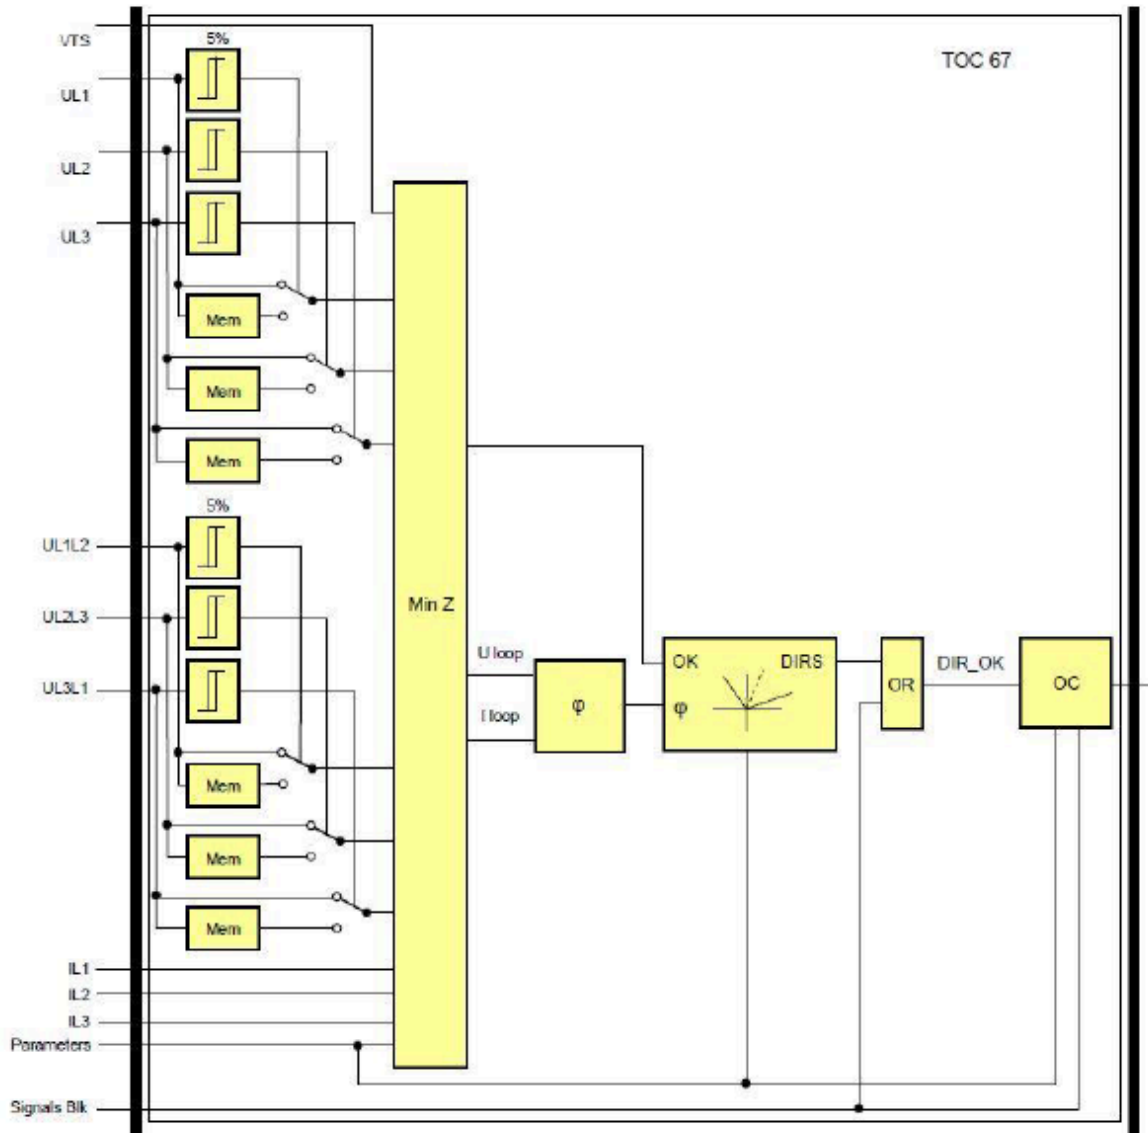 VTS
5%
TOC 67
UL1
UL2
UL3
Mem
Mem
Mem
5%
UL1L2
UL2L3
UL3L1
Min Z
U loop
I loop
φ
OK
DIRS
φ
OR
DIR_OK
OC
Mem
Mem
Mem
IL1
IL2
IL3
Parameters
Signals Blk